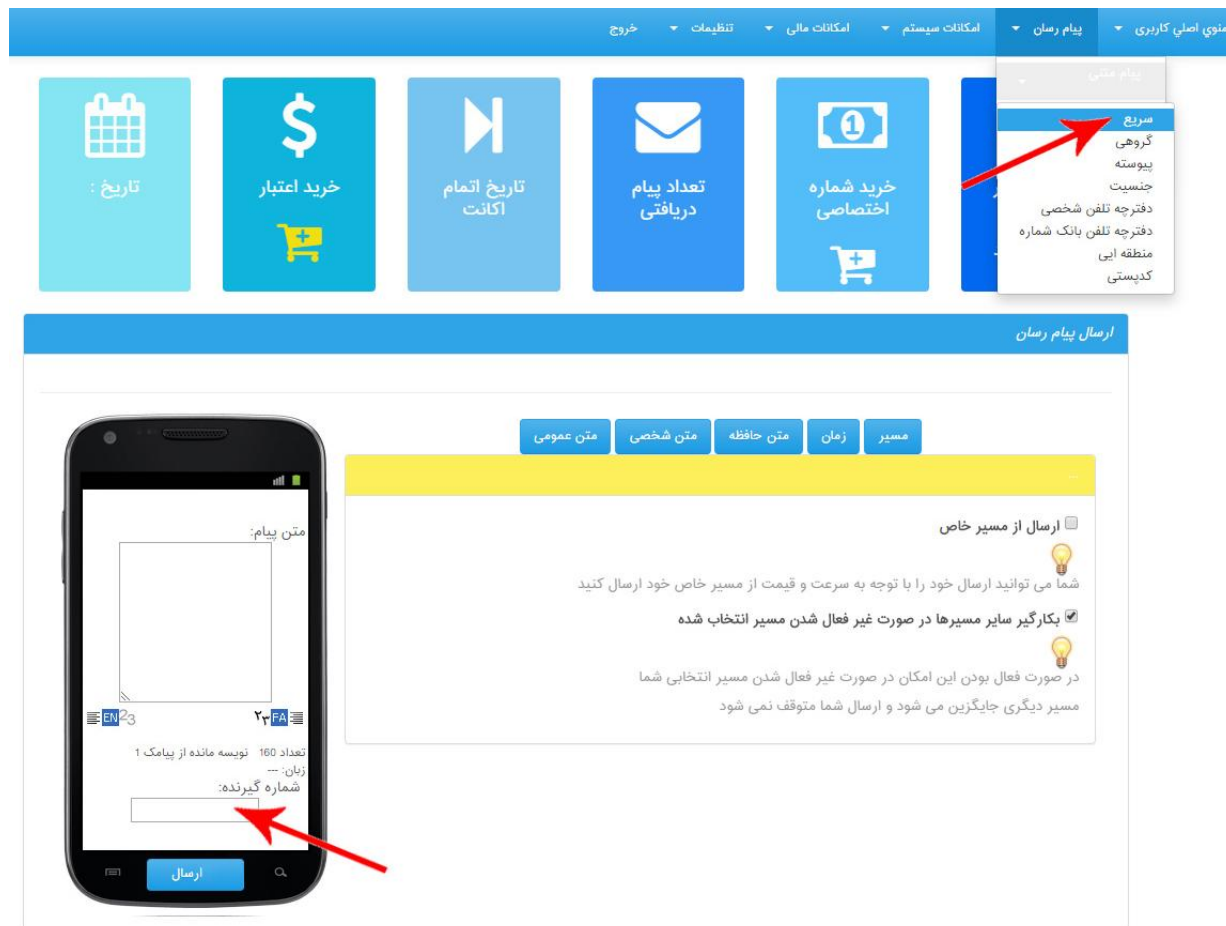 منوي اصلي کاربری
پیام رسان
امکانات سیستم
امکانات مالی
تنظیمات
خروج
پیام متنی
سریع
گروهی
پیوسته
جنسیت
دفترچه تلفن شخصی
دفترچه تلفن بانک شماره
منطقه ایی
کدپستی
خرید شماره
اختصاصی
تعداد پیام
دریافتی
تاریخ اتمام
اکانت
خرید اعتبار
تاریخ :
ارسال پیام رسان
مسیر
زمان
متن حافظه
متن شخصی
متن عمومی
...
ارسال از مسیر خاص
شما می توانید ارسال خود را با توجه به سرعت و قیمت از مسیر خاص خود ارسال کنید
بکارگیر سایر مسیرها در صورت غیر فعال شدن مسیر انتخاب شده
در صورت فعال بودن این امکان در صورت غیر فعال شدن مسیر انتخابی شما
مسیر دیگری جایگزین می شود و ارسال شما متوقف نمی شود
متن پیام:
FA ۲۳
EN 23
تعداد 160 نویسه مانده از پیامک 1
زبان: ---
شماره گیرنده:
ارسال